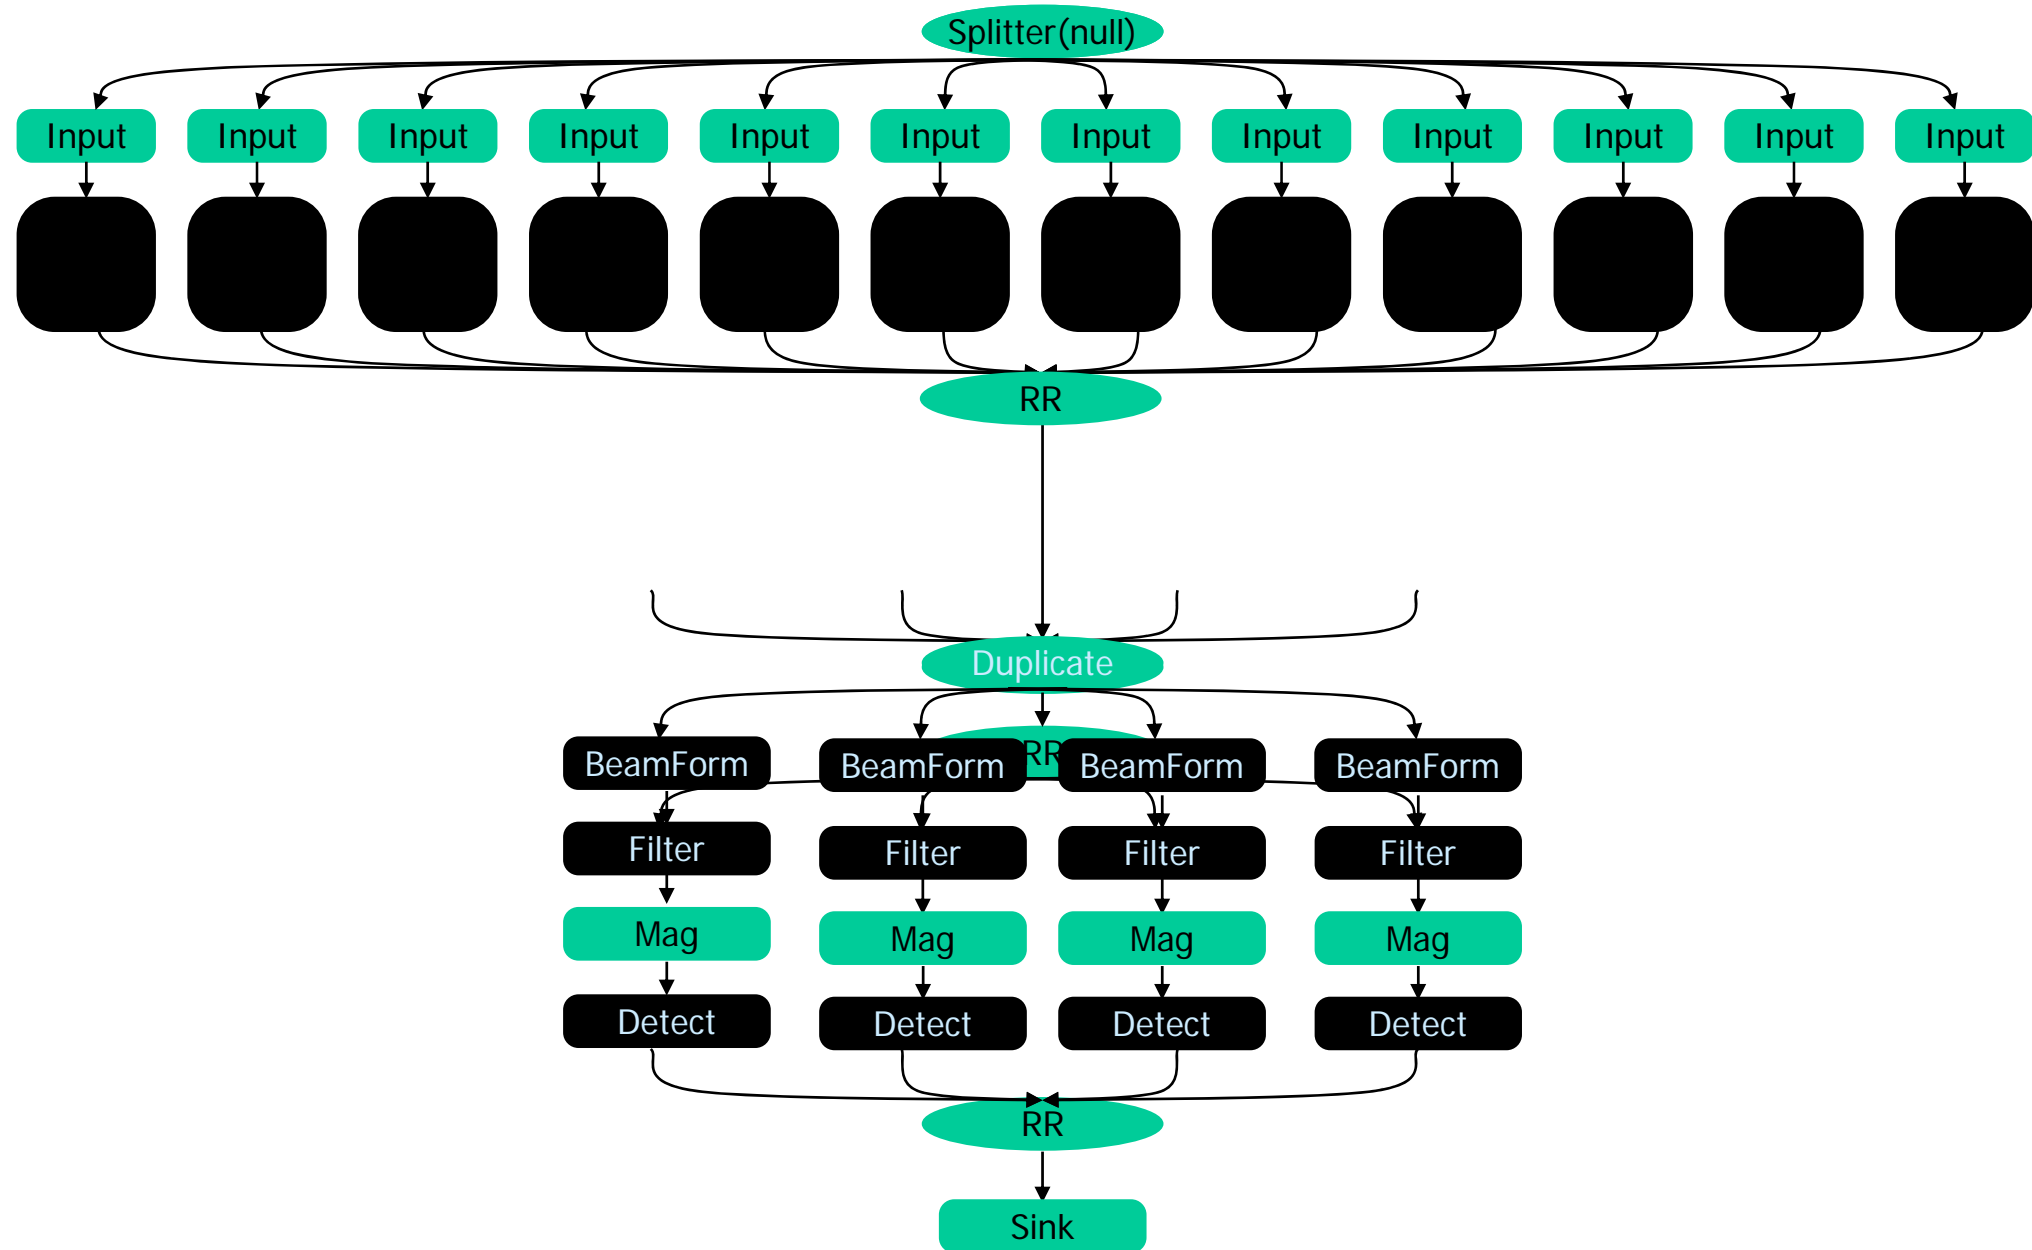 Splitter(null)
Input Input Input Input Input Input Input Input Input Input Input Input
RR
Duplicate
RR
BeamForm BeamForm BeamForm BeamForm
Filter Filter Filter Filter
Mag Mag Mag Mag
Detect Detect Detect Detect
RR
Sink